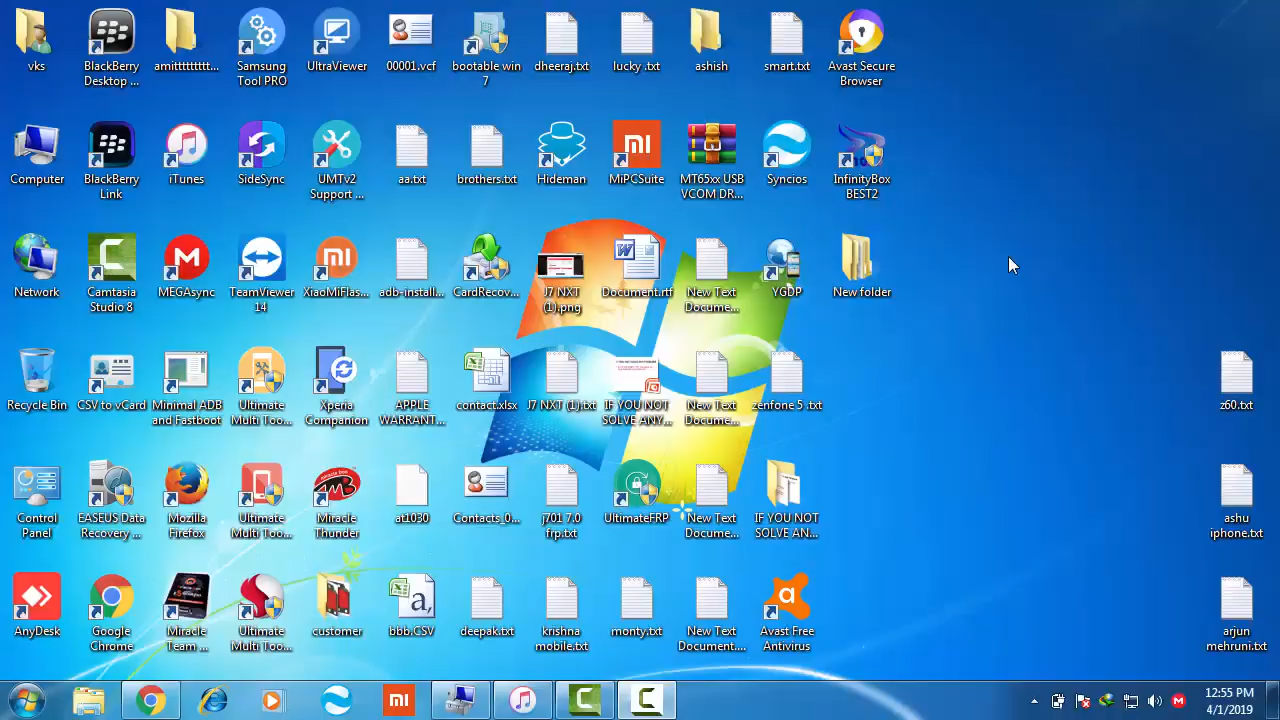 vks
BlackBerry
Desktop ...
amitttttttt...
Samsung
Tool PRO
UltraViewer
00001.vcf
bootable win
7
dheeraj.txt
lucky .txt
ashish
smart.txt
Avast Secure
Browser
Computer
BlackBerry
Link
iTunes
SideSync
UMTv2
Support ...
aa.txt
brothers.txt
Hideman
MiPCSuite
MT65xx USB
VCOM DR...
Syncios
InfinityBox
BEST2
Network
Camtasia
Studio 8
MEGAsync
TeamViewer
14
XiaoMiFlas...
adb-install...
CardRecov...
J7 NXT
(1).png
Document.rtf
New Text
Docume...
YGDP
New folder
Recycle Bin
CSV to vCard
Minimal ADB
and Fastboot
Ultimate
Multi Too...
Xperia
Companion
APPLE
WARRANT...
contact.xlsx
J7 NXT (1).txt
IF YOU NOT
SOLVE ANY...
New Text
Docume...
zenfone 5 .txt
z60.txt
Control
Panel
EASEUS Data
Recovery ...
Mozilla
Firefox
Ultimate
Multi Too...
Miracle
Thunder
at1030
Contacts_0...
j701 7.0
frp.txt
UltimateFRP
New Text
Docume...
IF YOU NOT
SOLVE AN...
ashu
iphone.txt
AnyDesk
Google
Chrome
Miracle
Team ...
Ultimate
Multi Too...
customer
bbb.CSV
deepak.txt
krishna
mobile.txt
monty.txt
New Text
Document....
Avast Free
Antivirus
arjun
mehruni.txt
12:55 PM
4/1/2019